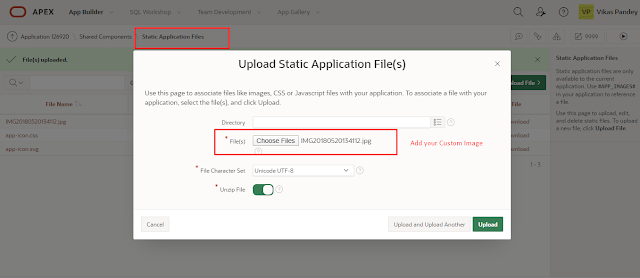 APEX
App Builder
SQL Workshop
Team Development
App Gallery
VP
Vikas Pandey
Application 126920 \ Shared Components \ Static Application Files
9999
File(s) uploaded.
Upload Static Application File(s)
Use this page to associate files like images, CSS or Javascript files with your application. To associate a file with your
application, select the file(s), and click Upload.
Directory
File(s)
Choose Files IMG20180520134112.jpg
Add your Custom Image
File Character Set
Unicode UTF-8
Unzip File
Cancel
Upload and Upload Another
Upload
File Name
IMG20180520134112.jpg
app-icon.css
app-icon.svg
File
1 - 3
Static Application Files
Static application files are only
available to the current
application. Use #APP_IMAGES#
in your application to reference
a file.
Use this page to upload, edit,
and delete static files. To upload
a new file, click Upload File.